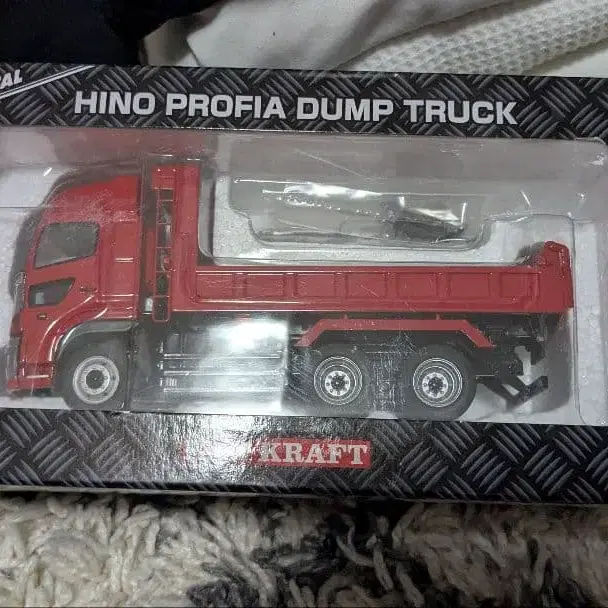 HINO PROFIA DUMP TRUCK
KRAFT